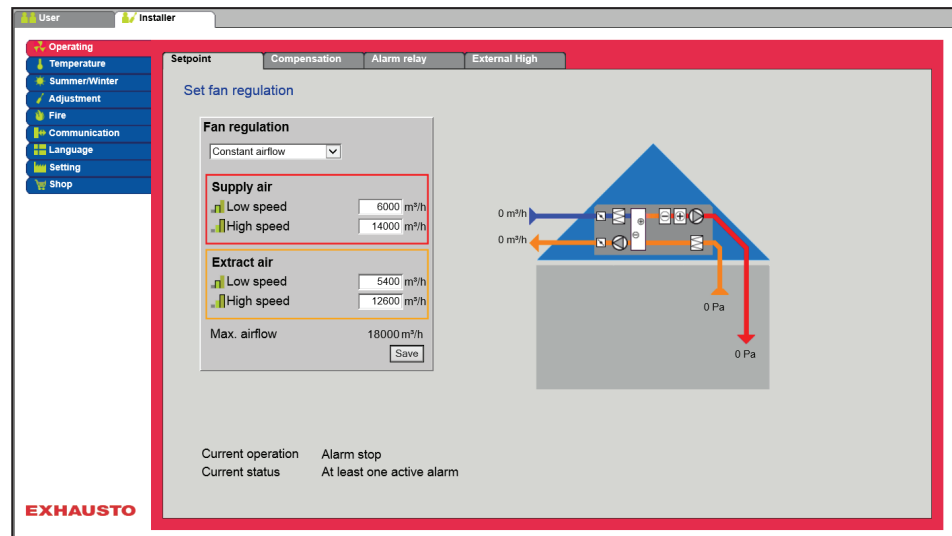 User Installer
Operating
Temperature
Summer/Winter
Adjustment
Fire
Communication
Language
Setting
Shop
Setpoint Compensation Alarm relay External High
Set fan regulation
Fan regulation
Constant airflow
Supply air
Low speed 6000 m³/h
High speed 14000 m³/h
Extract air
Low speed 5400 m³/h
High speed 12600 m³/h
Max. airflow 18000 m³/h
Save
0 m³/h
0 m³/h
0 Pa
0 Pa
Current operation Alarm stop
Current status At least one active alarm
EXHAUSTO